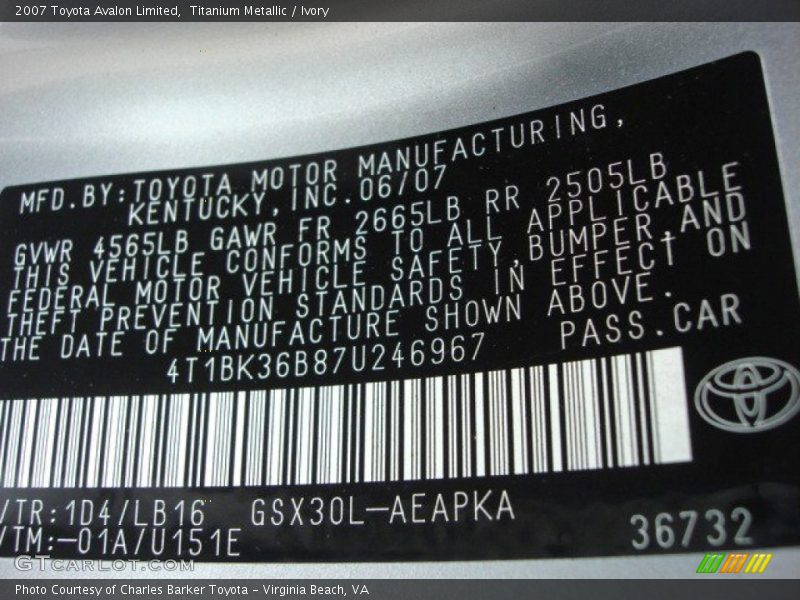 2007 Toyota Avalon Limited,  Titanium Metallic / Ivory
MFD.BY:TOYOTA MOTOR MANUFACTURING,
KENTUCKY,INC.06/07
GVWR 4565LB GAWR FR 2665LB RR 2505LB
THIS VEHICLE CONFORMS TO ALL APPLICABLE
FEDERAL MOTOR VEHICLE SAFETY,BUMPER,AND
THEFT PREVENTION STANDARDS IN EFFECT ON
THE DATE OF MANUFACTURE SHOWN ABOVE.
4T1BK36B87U246967 PASS.CAR
/TR:1D4/LB16 GSX30L-AEAPKA
/TM:-01A/U151E 36732
GTcarlot.com
Photo Courtesy of Charles Barker Toyota - Virginia Beach, VA